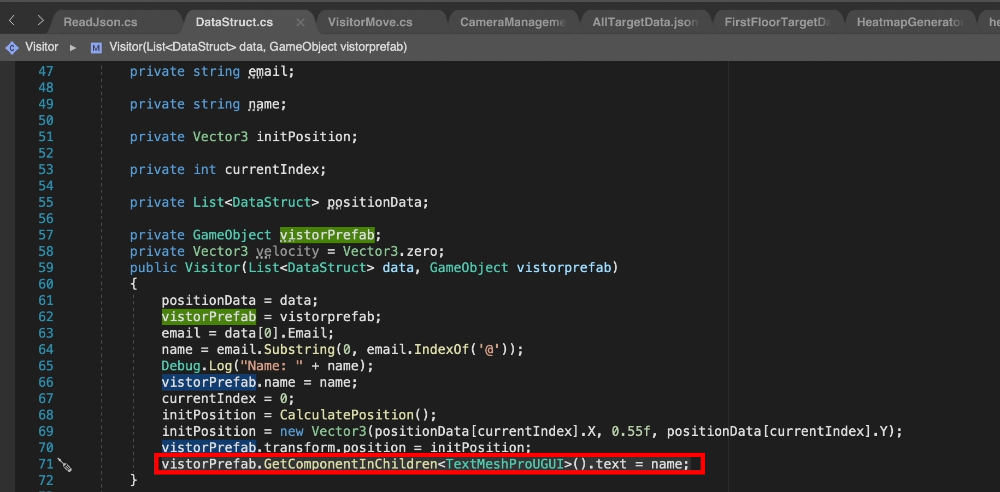 ReadJson.cs DataStruct.cs VisitorMove.cs CameraManageme AllTargetData.json FirstFloorTargetDa HeatmapGenerato he
Visitor ▸ M Visitor(List<DataStruct> data, GameObject vistorprefab)
47 private string email;
48
49 private string name;
50
51 private Vector3 initPosition;
52
53 private int currentIndex;
54
55 private List<DataStruct> positionData;
56
57 private GameObject vistorPrefab;
58 private Vector3 velocity = Vector3.zero;
59 public Visitor(List<DataStruct> data, GameObject vistorprefab)
60 {
61 positionData = data;
62 vistorPrefab = vistorprefab;
63 email = data[0].Email;
64 name = email.Substring(0, email.IndexOf('@'));
65 Debug.Log("Name: " + name);
66 vistorPrefab.name = name;
67 currentIndex = 0;
68 initPosition = CalculatePosition();
69 initPosition = new Vector3(positionData[currentIndex].X, 0.55f, positionData[currentIndex].Y);
70 vistorPrefab.transform.position = initPosition;
71 vistorPrefab.GetComponentInChildren<TextMeshProUGUI>().text = name;
72 }